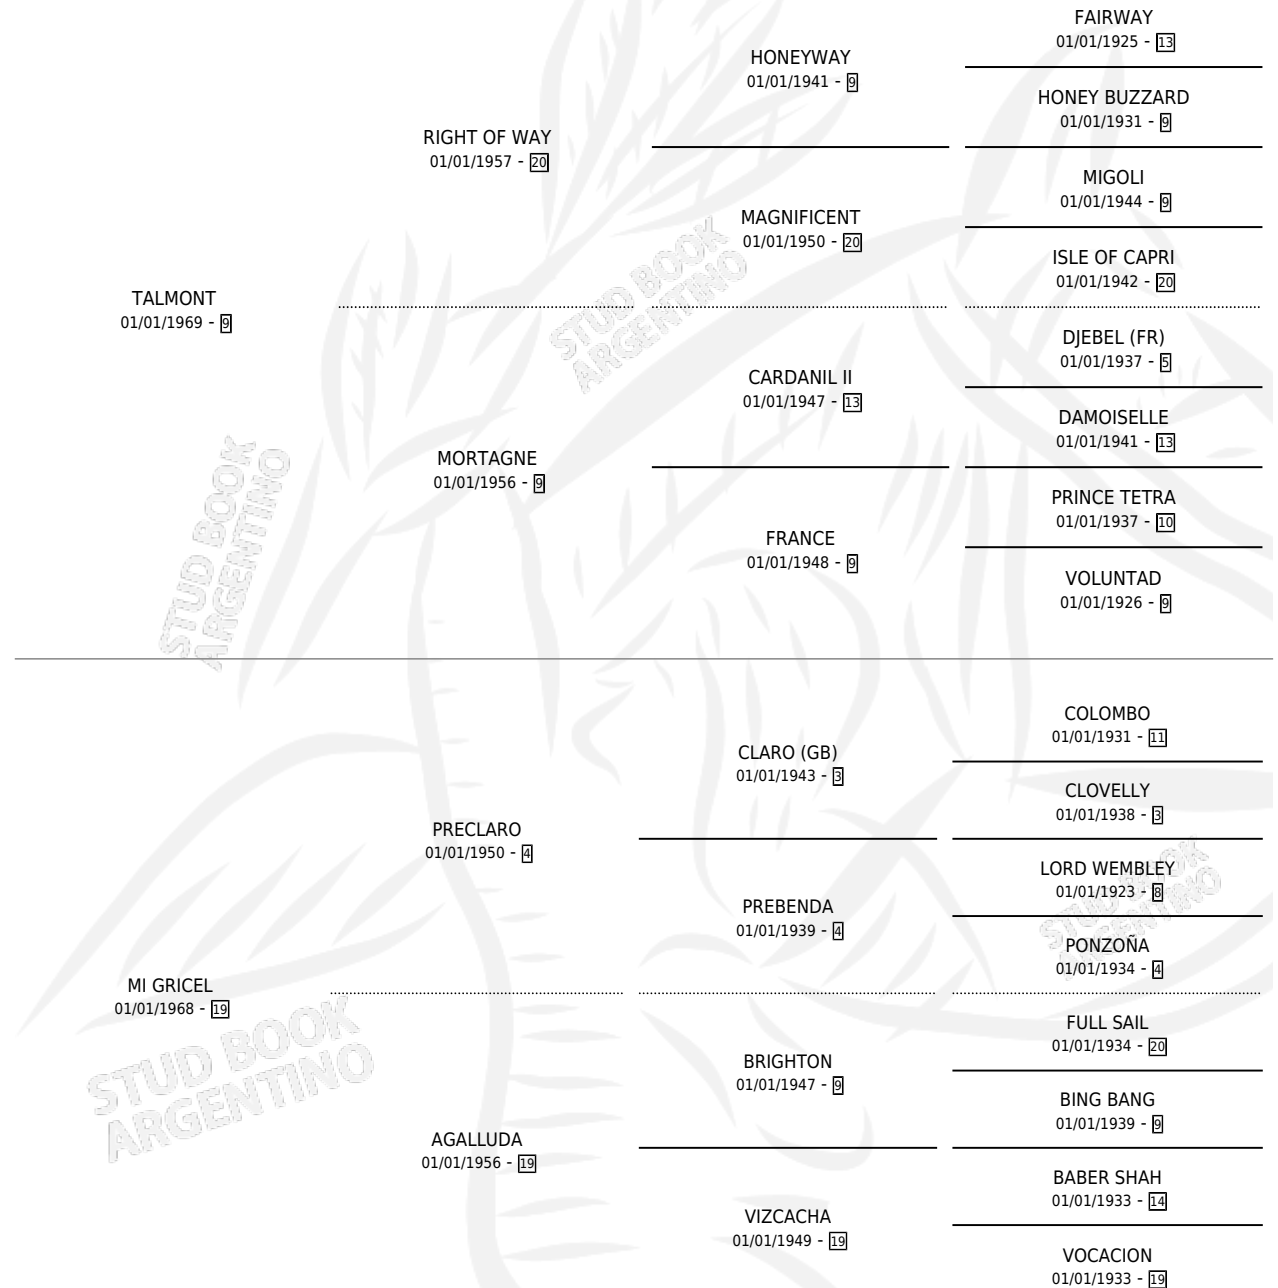 FAIRWAY
01/01/1925 - 13
HONEYWAY
01/01/1941 - 9
HONEY BUZZARD
01/01/1931 - 9
RIGHT OF WAY
01/01/1957 - 20
MIGOLI
01/01/1944 - 9
MAGNIFICENT
01/01/1950 - 20
ISLE OF CAPRI
01/01/1942 - 20
TALMONT
01/01/1969 - 9
DJEBEL (FR)
01/01/1937 - 5
CARDANIL II
01/01/1947 - 13
DAMOISELLE
01/01/1941 - 13
MORTAGNE
01/01/1956 - 9
PRINCE TETRA
01/01/1937 - 10
FRANCE
01/01/1948 - 9
VOLUNTAD
01/01/1926 - 9
COLOMBO
01/01/1931 - 11
CLARO (GB)
01/01/1943 - 3
CLOVELLY
01/01/1938 - 3
PRECLARO
01/01/1950 - 4
LORD WEMBLEY
01/01/1923 - 8
PREBENDA
01/01/1939 - 4
PONZOÑA
01/01/1934 - 4
MI GRICEL
01/01/1968 - 19
FULL SAIL
01/01/1934 - 20
BRIGHTON
01/01/1947 - 9
BING BANG
01/01/1939 - 9
AGALLUDA
01/01/1956 - 19
BABER SHAH
01/01/1933 - 14
VIZCACHA
01/01/1949 - 19
VOCACION
01/01/1933 - 19
STUD BOOK
ARGENTINO
STUD BOOK
ARGENTINO
STUD BOOK
ARGENTINO
STUD BOOK
ARGENTINO